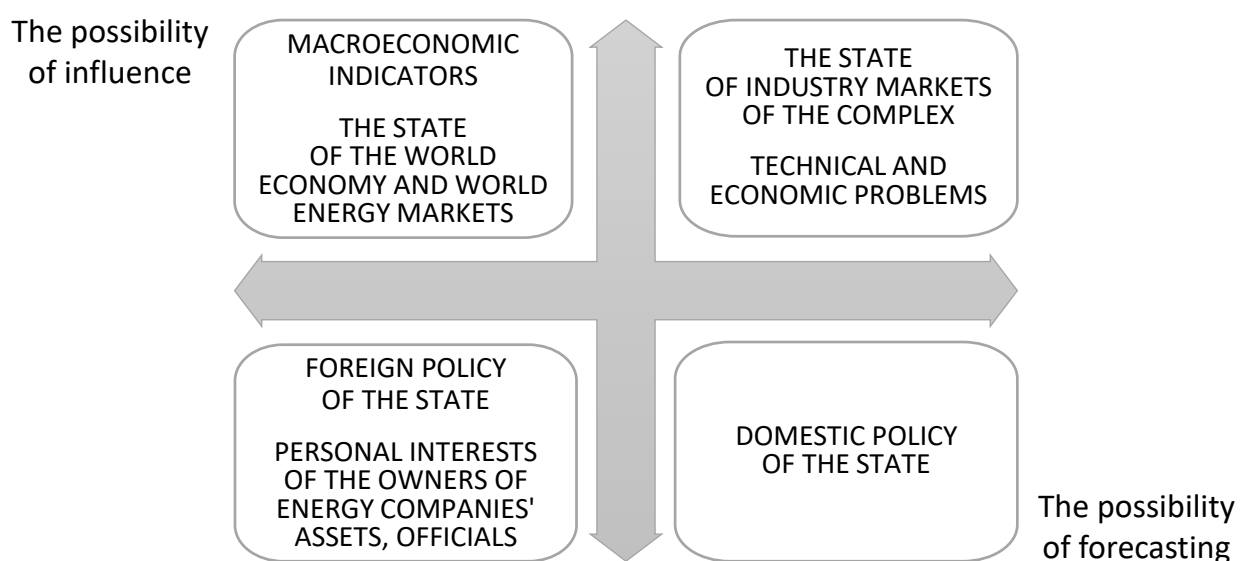 The possibility
of influence
MACROECONOMIC
INDICATORS
THE STATE
OF THE WORLD
ECONOMY AND WORLD
ENERGY MARKETS
THE STATE
OF INDUSTRY MARKETS
OF THE COMPLEX
TECHNICAL AND
ECONOMIC PROBLEMS
FOREIGN POLICY
OF THE STATE
PERSONAL INTERESTS
OF THE OWNERS OF
ENERGY COMPANIES'
ASSETS, OFFICIALS
DOMESTIC POLICY
OF THE STATE
The possibility
of forecasting